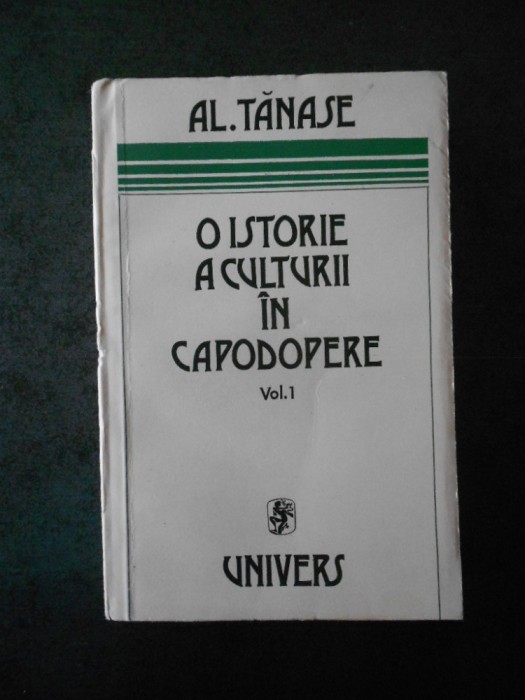 AL. TĂNASE
O ISTORIE
A CULTURII
ÎN
CAPODOPERE
Vol. 1
UNIVERS